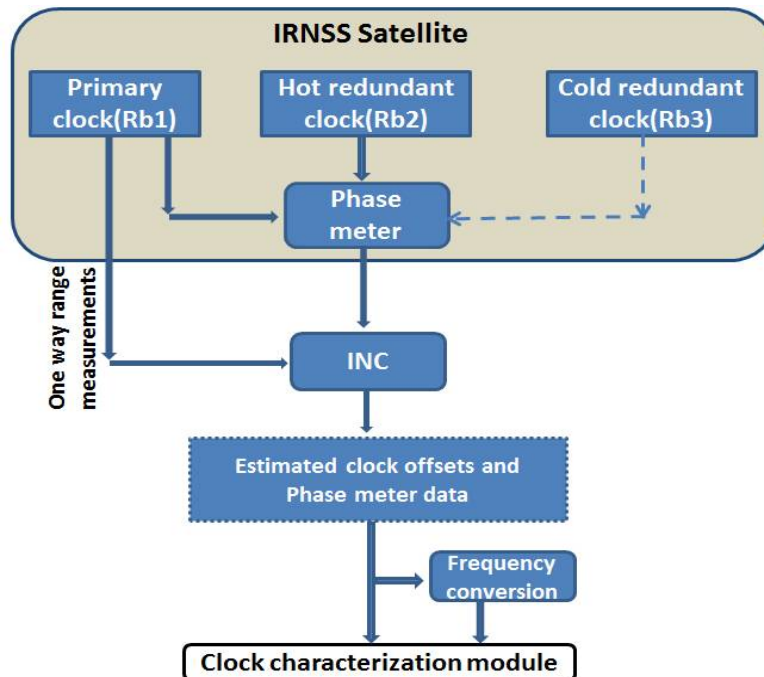 IRNSS Satellite
Primary
clock(Rb1)
Hot redundant
clock(Rb2)
Cold redundant
clock(Rb3)
Phase
meter
One way range
measurements
INC
Estimated clock offsets and
Phase meter data
Frequency
conversion
Clock characterization module